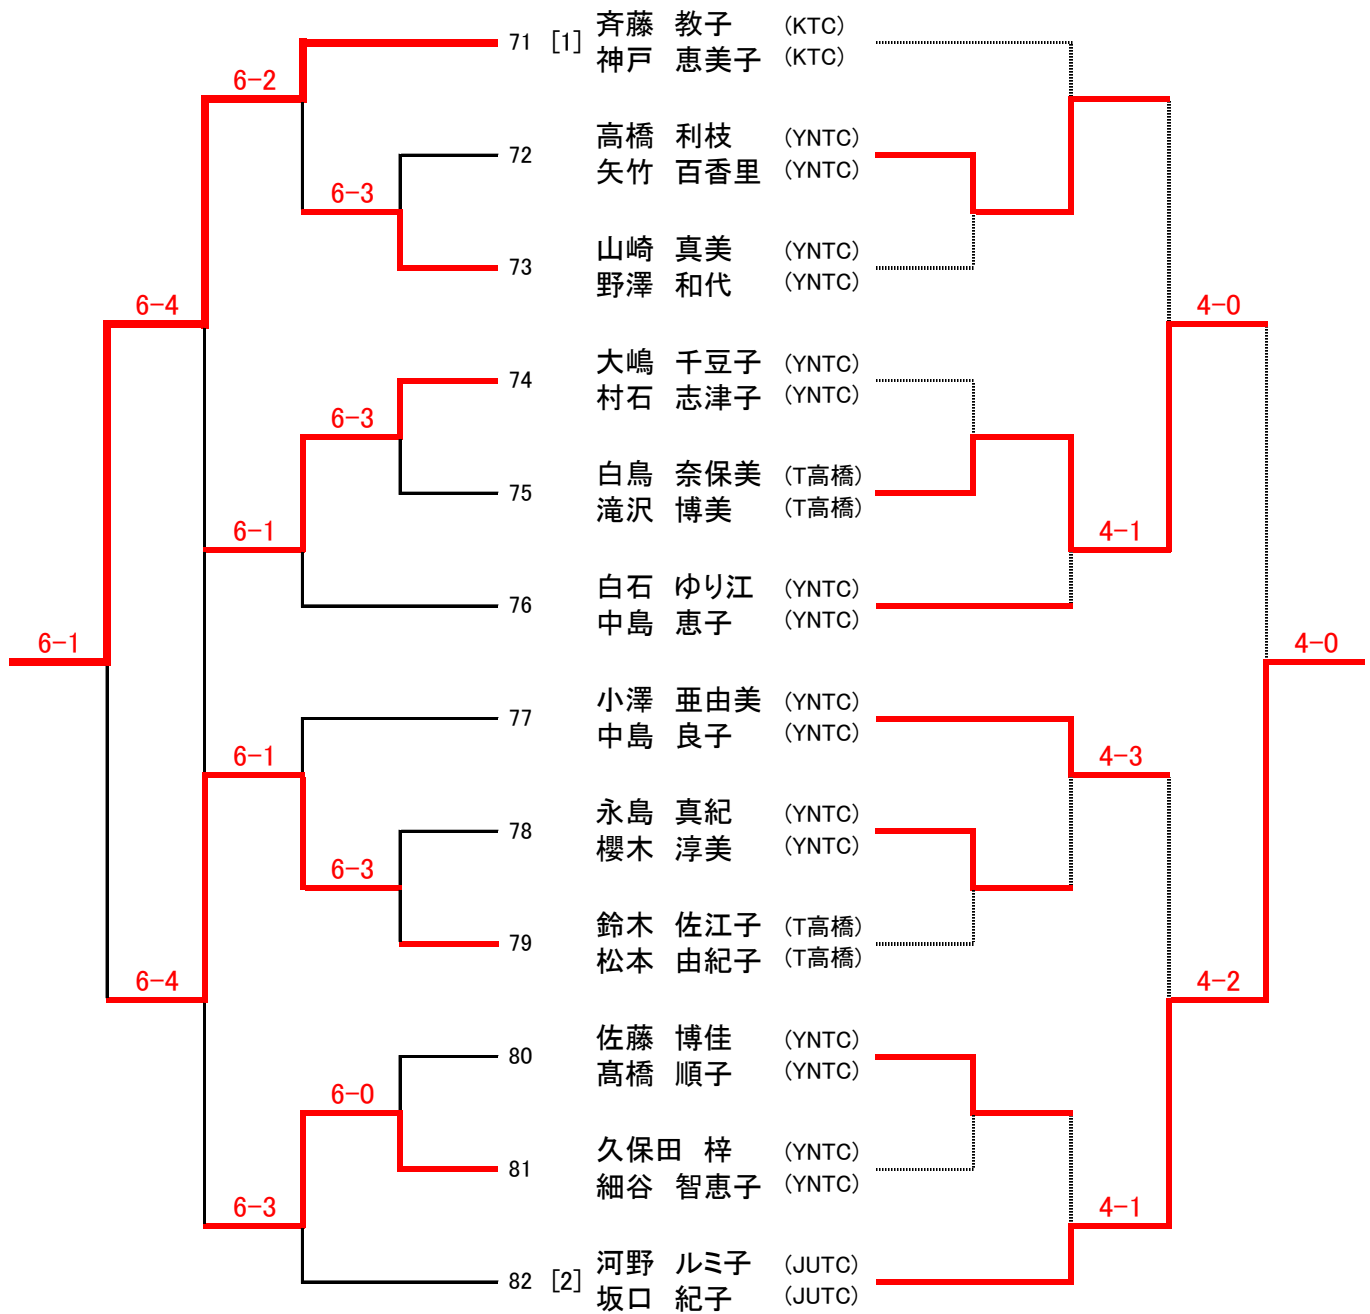 71 [1] 斉藤 教子 (KTC)
神戸 恵美子 (KTC)
6-2
72 高橋 利枝 (YNTC)
矢竹 百香里 (YNTC)
6-3
73 山崎 真美 (YNTC)
野澤 和代 (YNTC)
6-4 4-0
74 大嶋 千豆子 (YNTC)
村石 志津子 (YNTC)
6-3
75 白鳥 奈保美 (T高橋)
滝沢 博美 (T高橋)
6-1 4-1
76 白石 ゆり江 (YNTC)
中島 恵子 (YNTC)
6-1 4-0
77 小澤 亜由美 (YNTC)
中島 良子 (YNTC)
6-1 4-3
78 永島 真紀 (YNTC)
櫻木 淳美 (YNTC)
6-3
79 鈴木 佐江子 (T高橋)
松本 由紀子 (T高橋)
6-4 4-2
80 佐藤 博佳 (YNTC)
髙橋 順子 (YNTC)
6-0
81 久保田 梓 (YNTC)
細谷 智恵子 (YNTC)
6-3 4-1
82 [2] 河野 ルミ子 (JUTC)
坂口 紀子 (JUTC)